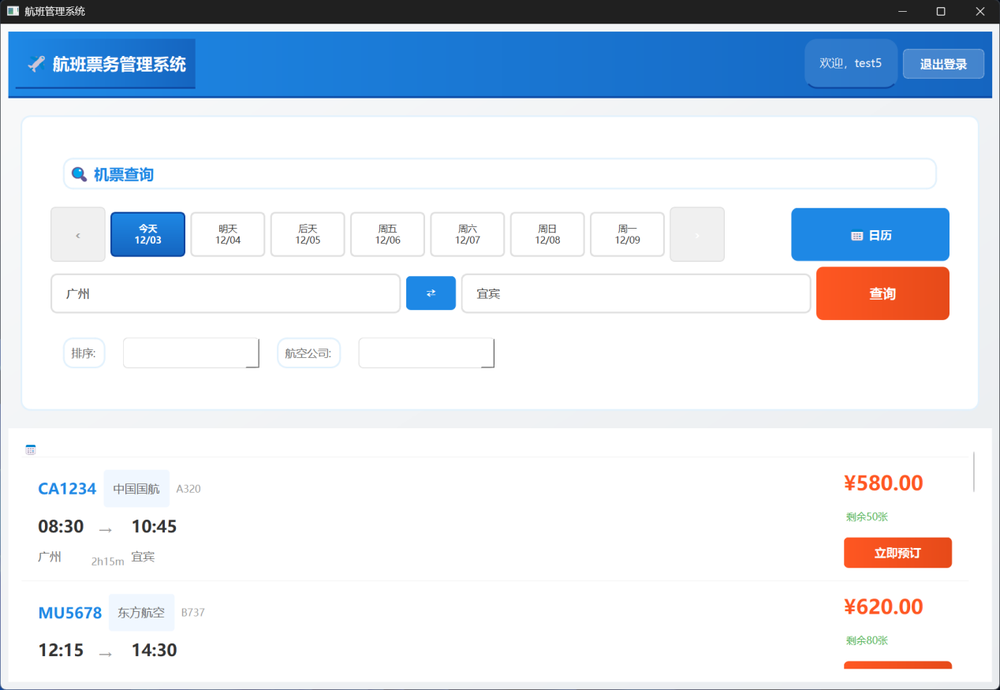 航班管理系统
航班票务管理系统
欢迎，test5
退出登录
机票查询
‹
今天
12/03
明天
12/04
后天
12/05
周五
12/06
周六
12/07
周日
12/08
周一
12/09
›
日历
广州
⇄
宜宾
查询
排序:
航空公司:
CA1234 中国国航 A320
¥580.00
08:30 → 10:45
剩余50张
广州 2h15m 宜宾
立即预订
MU5678 东方航空 B737
¥620.00
12:15 → 14:30
剩余80张